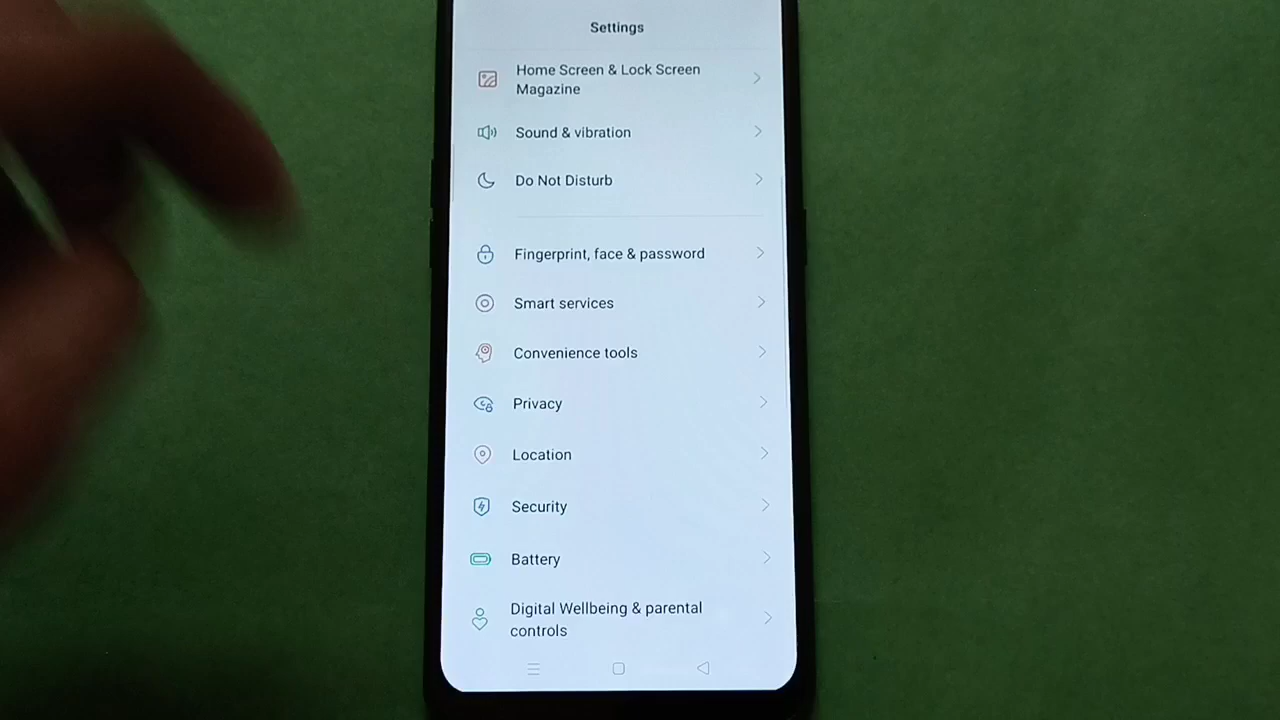 Settings
Home Screen & Lock Screen
Magazine
Sound & vibration
Do Not Disturb
Fingerprint, face & password
Smart services
Convenience tools
Privacy
Location
Security
Battery
Digital Wellbeing & parental
controls